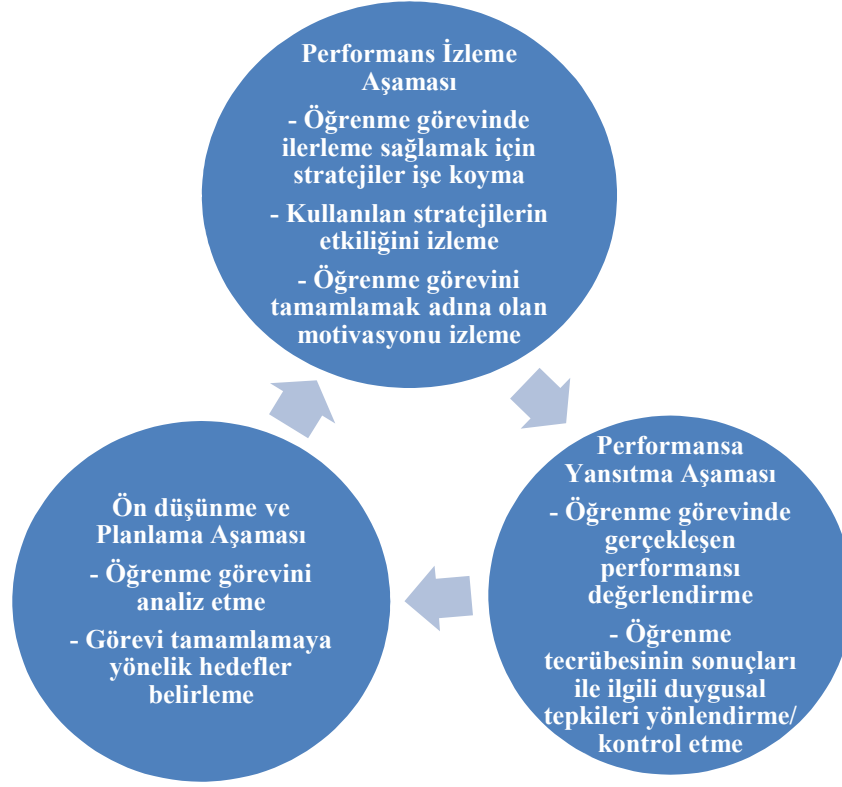 Performans İzleme
Aşaması
- Öğrenme görevinde
ilerleme sağlamak için
stratejiler işe koyma
- Kullanılan stratejilerin
etkiliğini izleme
- Öğrenme görevini
tamamlamak adına olan
motivasyonu izleme
Performansa
Yansıtma Aşaması
- Öğrenme görevinde
gerçekleşen
performansı
değerlendirme
- Öğrenme
tecrübesinin sonuçları
ile ilgili duygusal
tepkileri yönlendirme/
kontrol etme
Ön düşünme ve
Planlama Aşaması
- Öğrenme görevini
analiz etme
- Görevi tamamlamaya
yönelik hedefler
belirleme